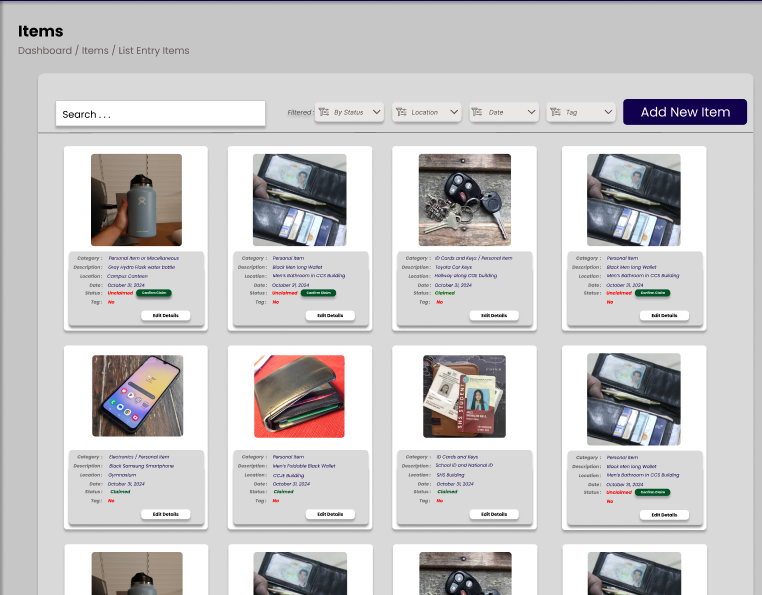 Items
Dashboard / Items / List Entry Items
Search . . .
Filtered :
By Status
Location
Date
Tag
Add New Item
Category : Personal Item or Miscellaneous
Description: Gray Hydro Flask water bottle
Location: Campus Canteen
Date: October 31, 2024
Status : Unclaimed Confirm Claim
Tag : No
Edit Details
Category : Personal Item
Description: Black Men long Wallet
Location: Men's Bathroom in CCS Building
Date : October 31, 2024
Status : Unclaimed Confirm Claim
Tag : No
Edit Details
Category : ID Cards and Keys / Personal Item
Description: Toyota Car keys
Location: Hallway along COE building
Date: October 31, 2024
Status : Claimed
Tag : No
Edit Details
Category : Personal Item
Description: Black Men long Wallet
Location: Men's Bathroom in CCS Building
Date : October 31, 2024
Status : Unclaimed Confirm Claim
No
Edit Details
Category : Electronics / Personal Item
Description: Black Samsung Smartphone
Location: Gymnasium
Date: October 31, 2024
Status : Claimed
Tag : No
Edit Details
Category : Personal Item
Description: Men's Foldable Black Wallet
Location: CCJE Building
Date : October 31, 2024
Status : Claimed
Tag : No
Edit Details
Category : ID Cards and Keys
Description: School ID and National ID
Location: SHS Building
Date : October 31, 2024
Status : Claimed
Tag : No
SHS STUDENT
Edit Details
Category : Personal Item
Description: Black Men long Wallet
Location: Men's Bathroom in CCS Building
Date : October 31, 2024
Status : Unclaimed Confirm Claim
No
Edit Details